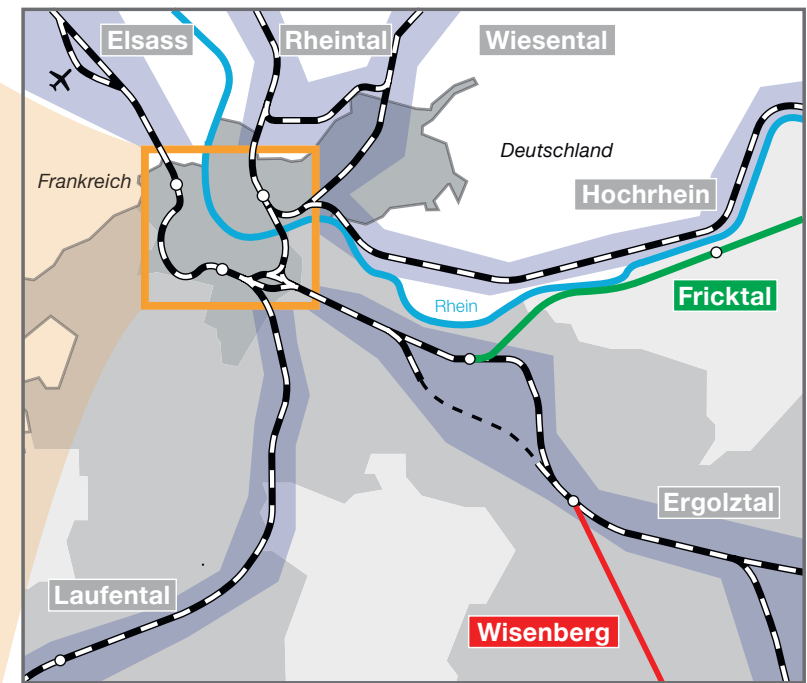 Elsass
Rheintal
Wiesental
Frankreich
Deutschland
Hochrhein
Rhein
Fricktal
Ergolztal
Laufental
Wisenberg